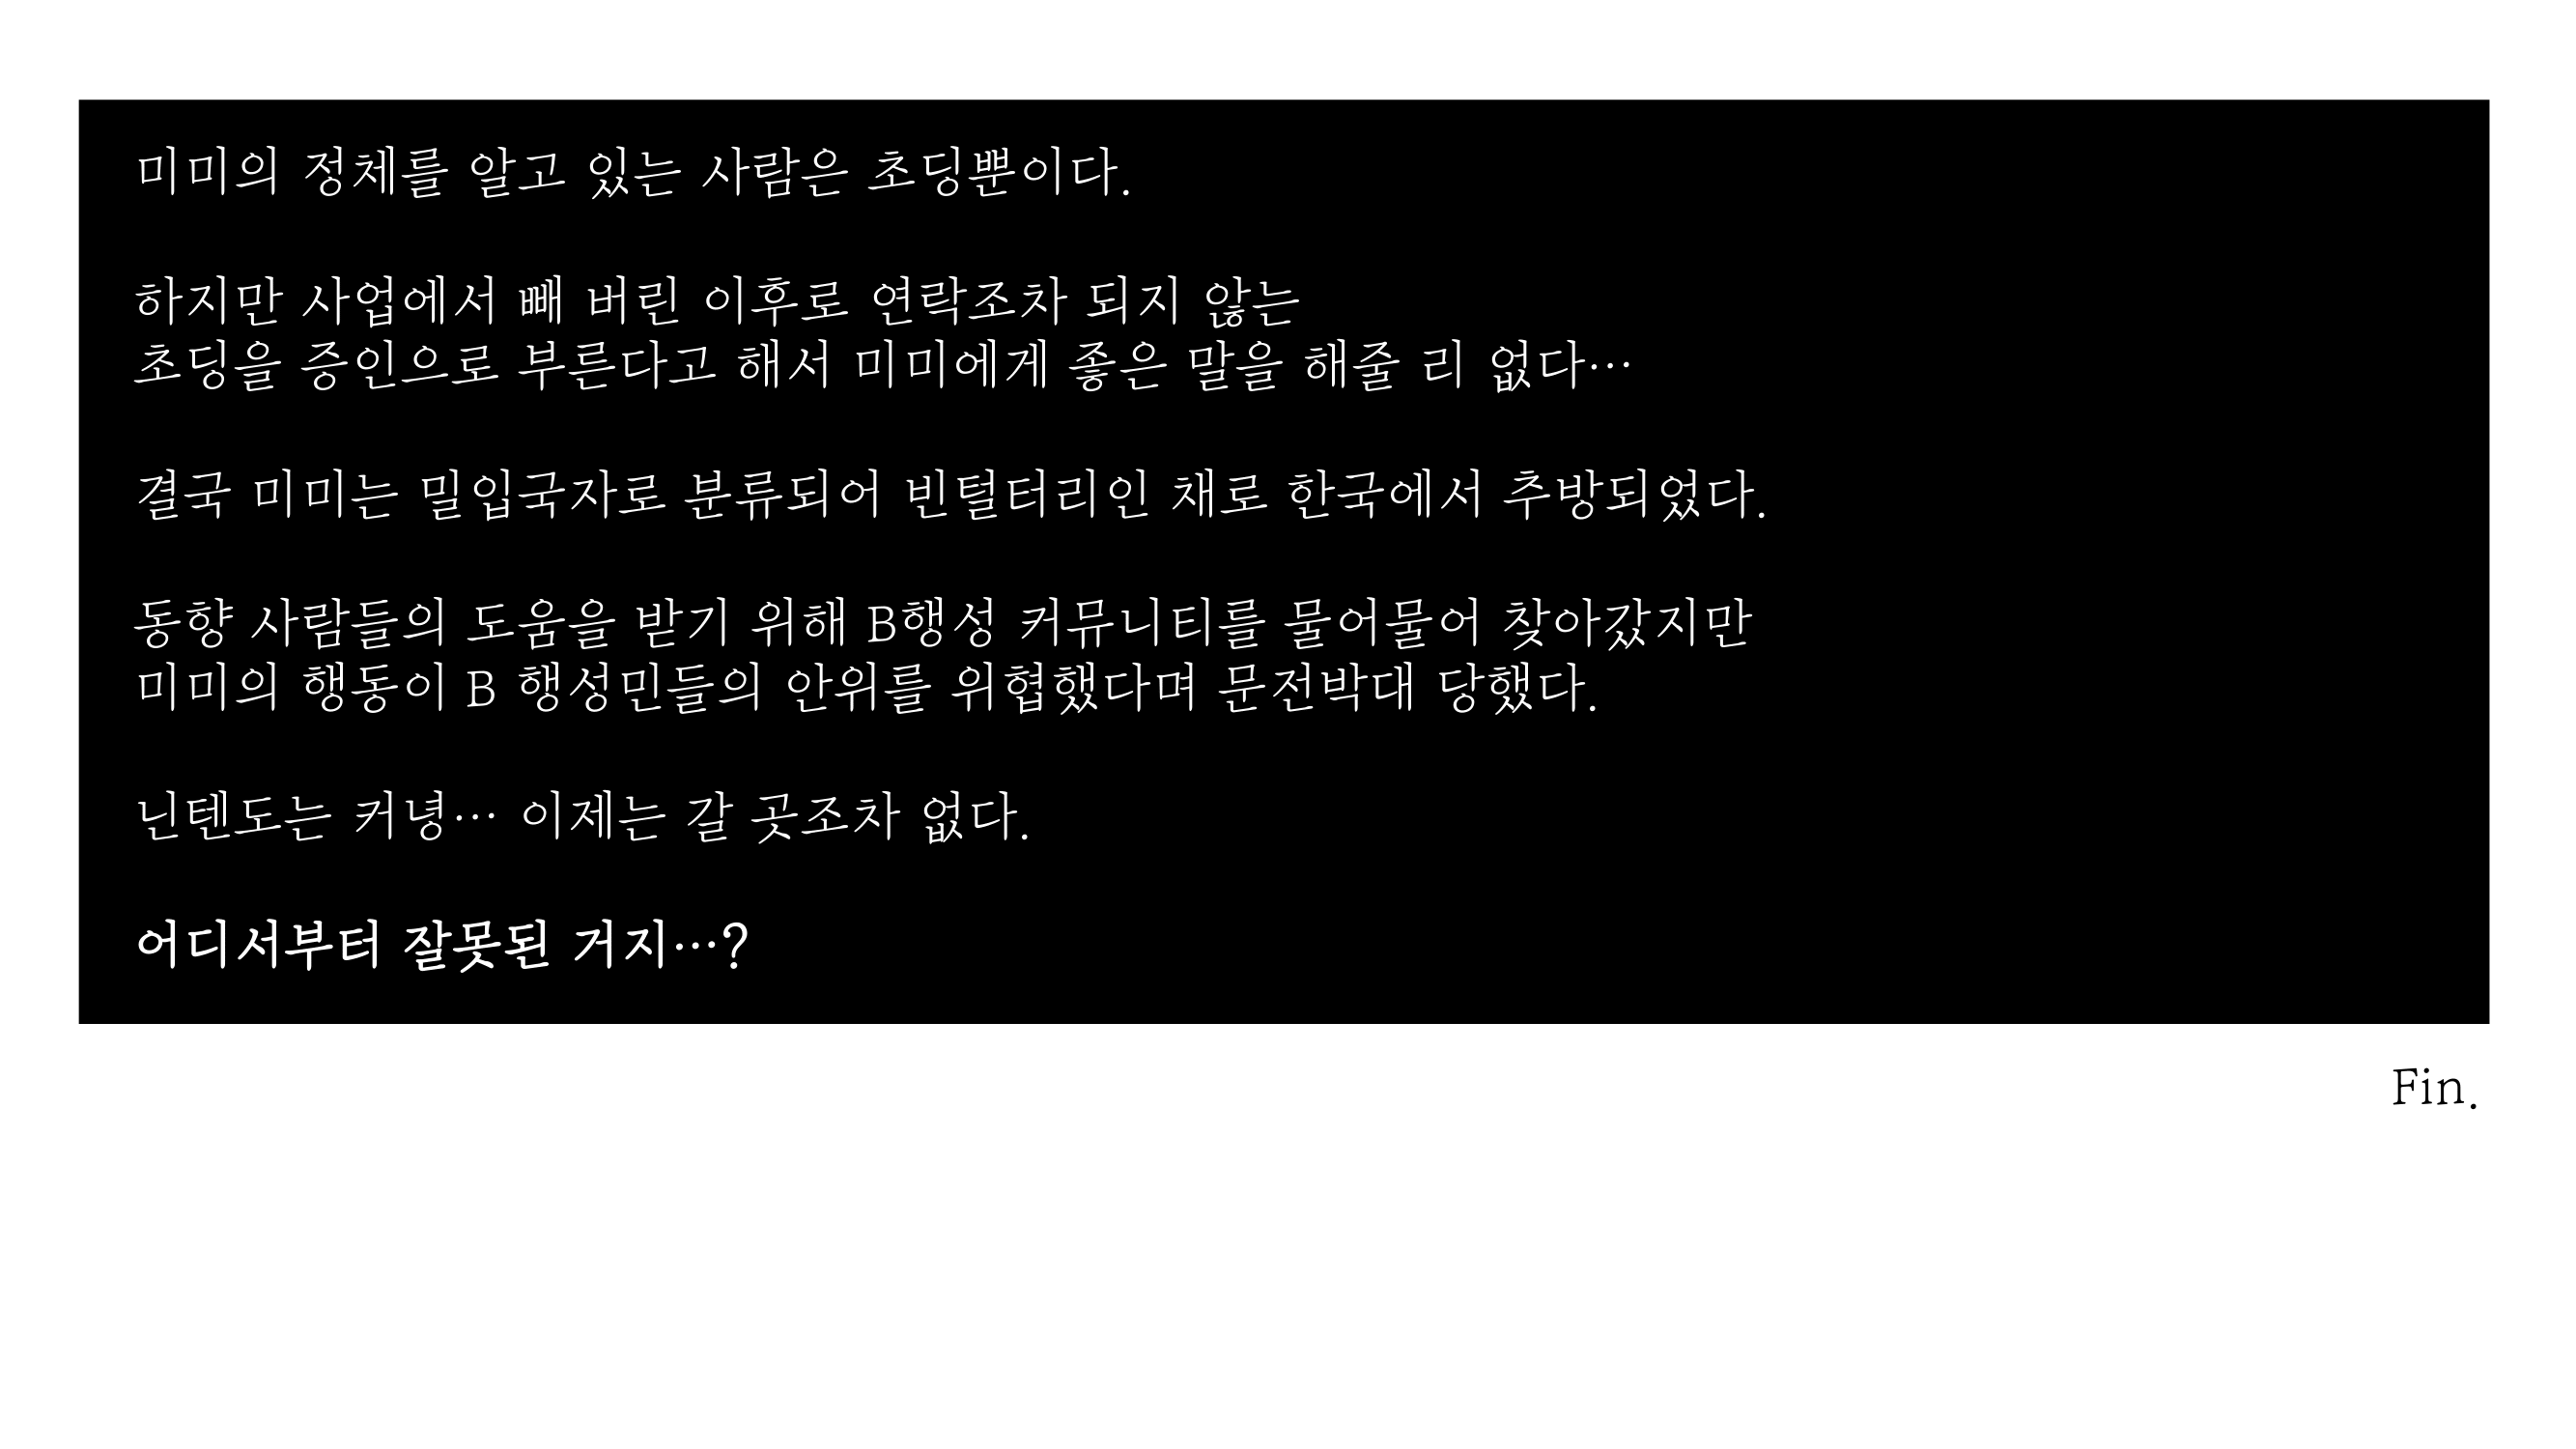 미미의 정체를 알고 있는 사람은 초딩뿐이다.
하지만 사업에서 빼 버린 이후로 연락조차 되지 않는
초딩을 증인으로 부른다고 해서 미미에게 좋은 말을 해줄 리 없다…
결국 미미는 밀입국자로 분류되어 빈털터리인 채로 한국에서 추방되었다.
동향 사람들의 도움을 받기 위해 B행성 커뮤니티를 물어물어 찾아갔지만
미미의 행동이 B 행성민들의 안위를 위협했다며 문전박대 당했다.
닌텐도는 커녕… 이제는 갈 곳조차 없다.
어디서부터 잘못된 거지…?
Fin.